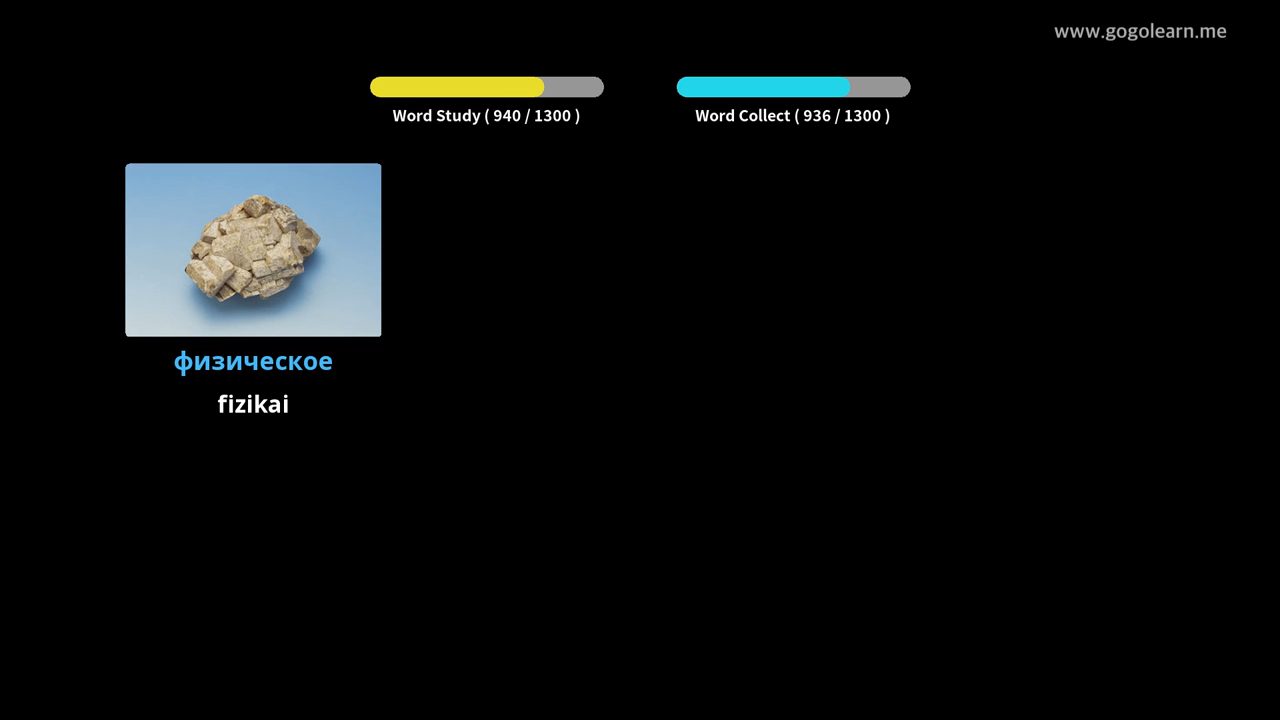 www.gogolearn.me
Word Study ( 940 / 1300 )
Word Collect ( 936 / 1300 )
физическое
fizikai